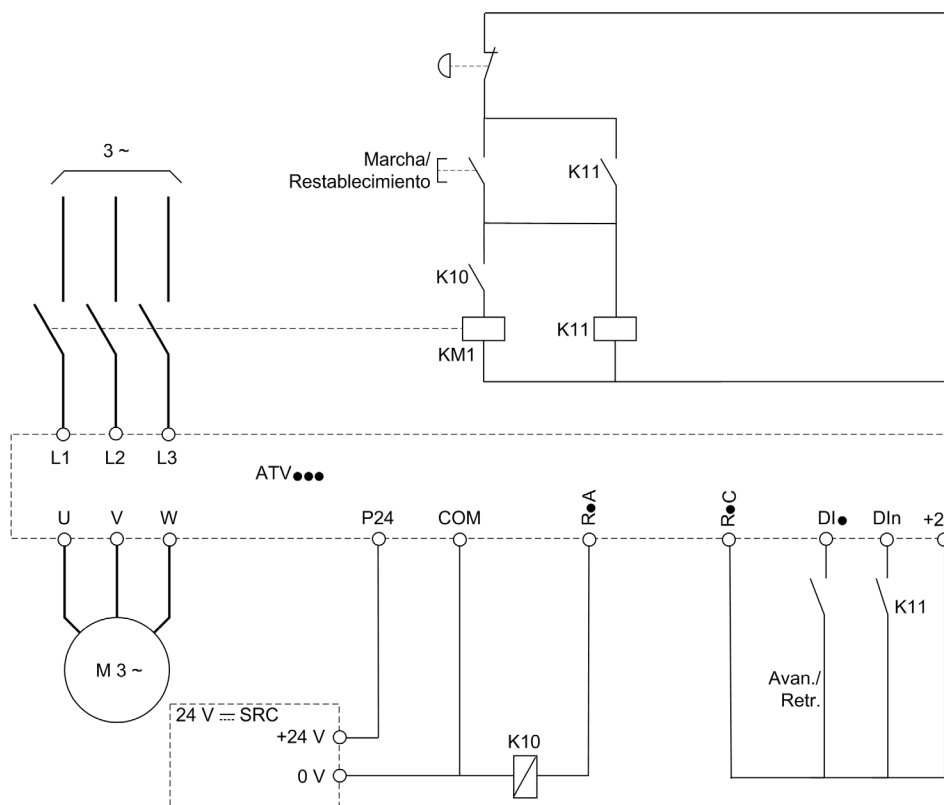 3 ~
Marcha/
Restablecimiento
K11
K10
KM1
K11
L1 L2 L3
ATV●●●
U V W P24 COM R●A R●C DI● DIn +2
K11
M 3 ~
Avan./
Retr.
24 V ⎓ SRC
+24 V
K10
0 V